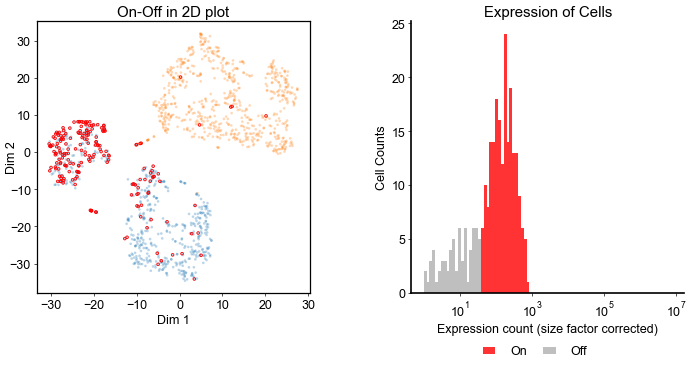 On-Off in 2D plot
Dim 2
30
20
10
0
−10
−20
−30
−30 −20 −10 0 10 20 30
Dim 1
Expression of Cells
Cell Counts
25
20
15
10
5
0
10^1 10^3 10^5 10^7
Expression count (size factor corrected)
On Off